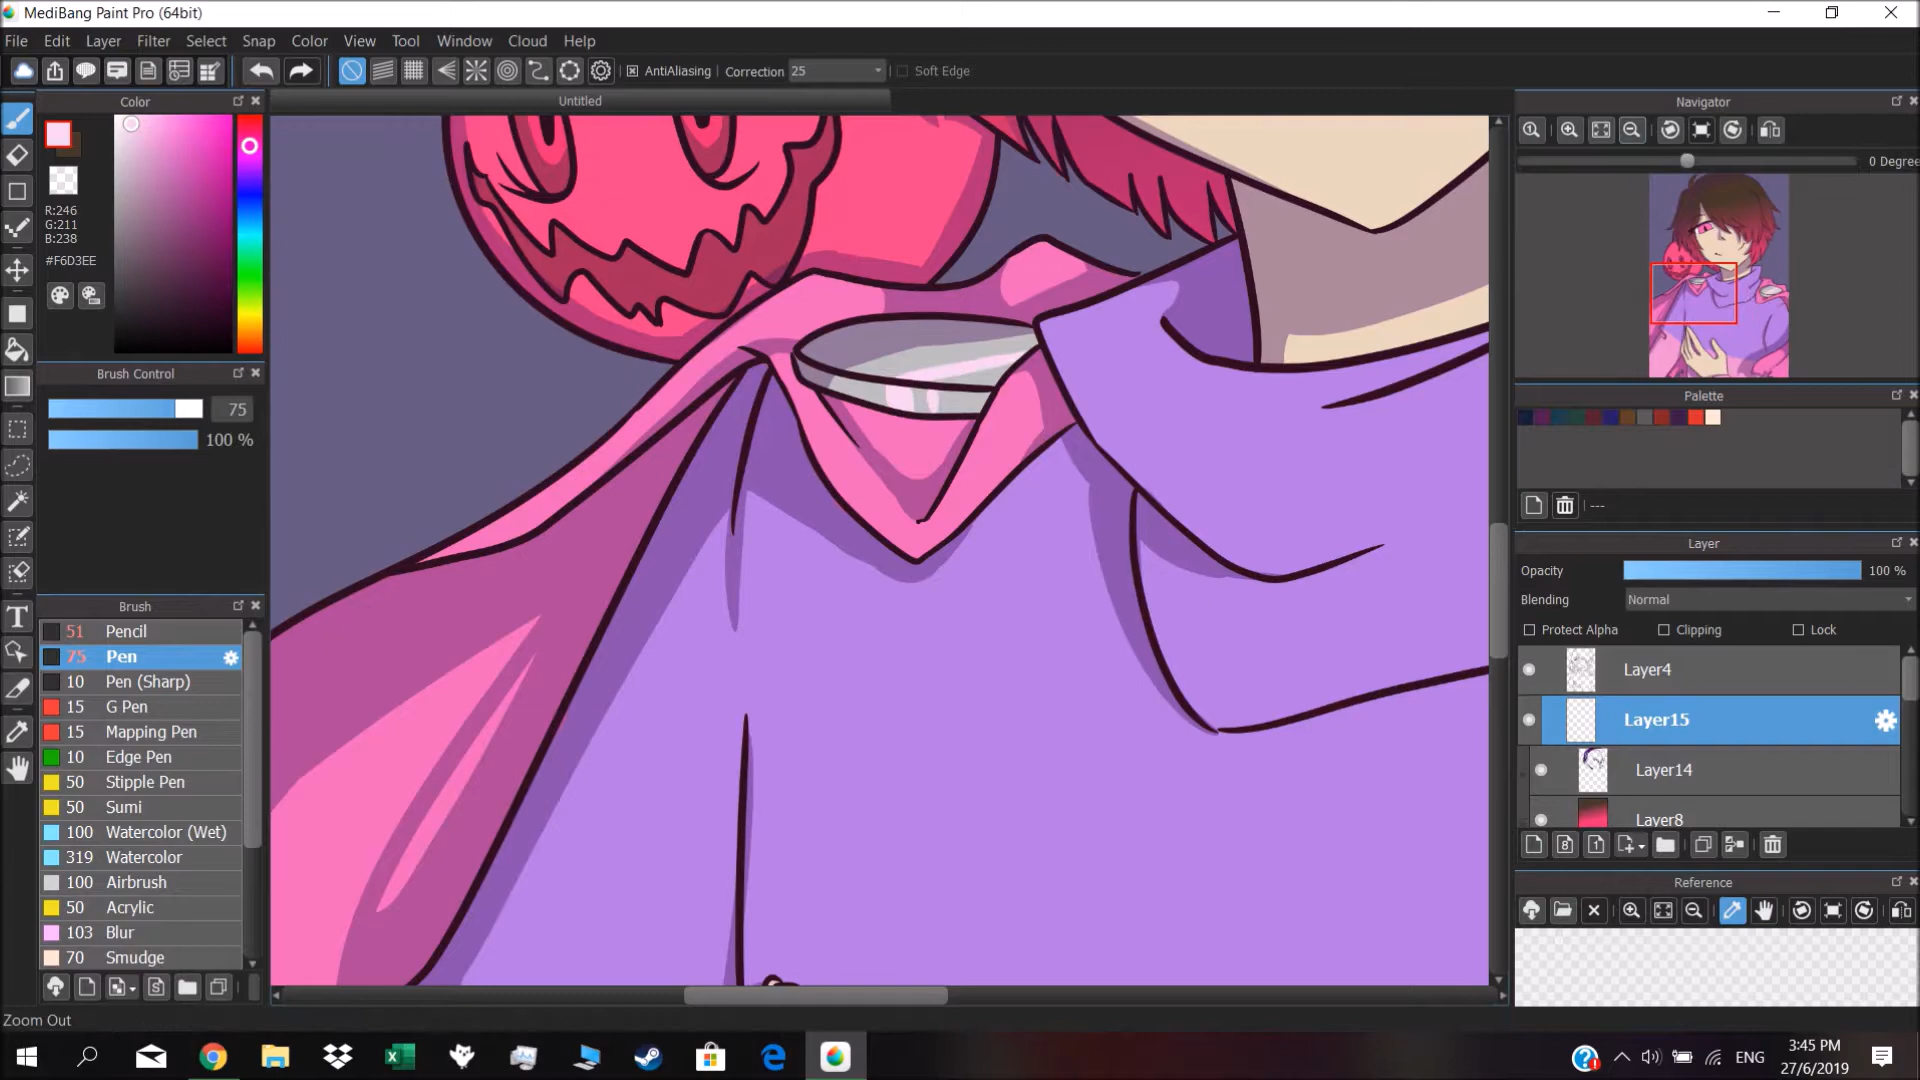 MediBang Paint Pro (64bit)
File Edit Layer Filter Select Snap Color View Tool Window Cloud Help
AntiAliasing Correction 25 Soft Edge
Color
Untitled
Navigator
R:246
G:211
B:238
#F6D3EE
0 Degree
Brush Control
75
100 %
Palette
---
Layer
Opacity 100 %
Blending Normal
Protect Alpha Clipping Lock
Layer4
Layer15
Layer14
Layer8
Brush
51 Pencil
75 Pen
10 Pen (Sharp)
15 G Pen
15 Mapping Pen
10 Edge Pen
50 Stipple Pen
50 Sumi
100 Watercolor (Wet)
319 Watercolor
100 Airbrush
50 Acrylic
103 Blur
70 Smudge
Reference
Zoom Out
ENG
3:45 PM
27/6/2019